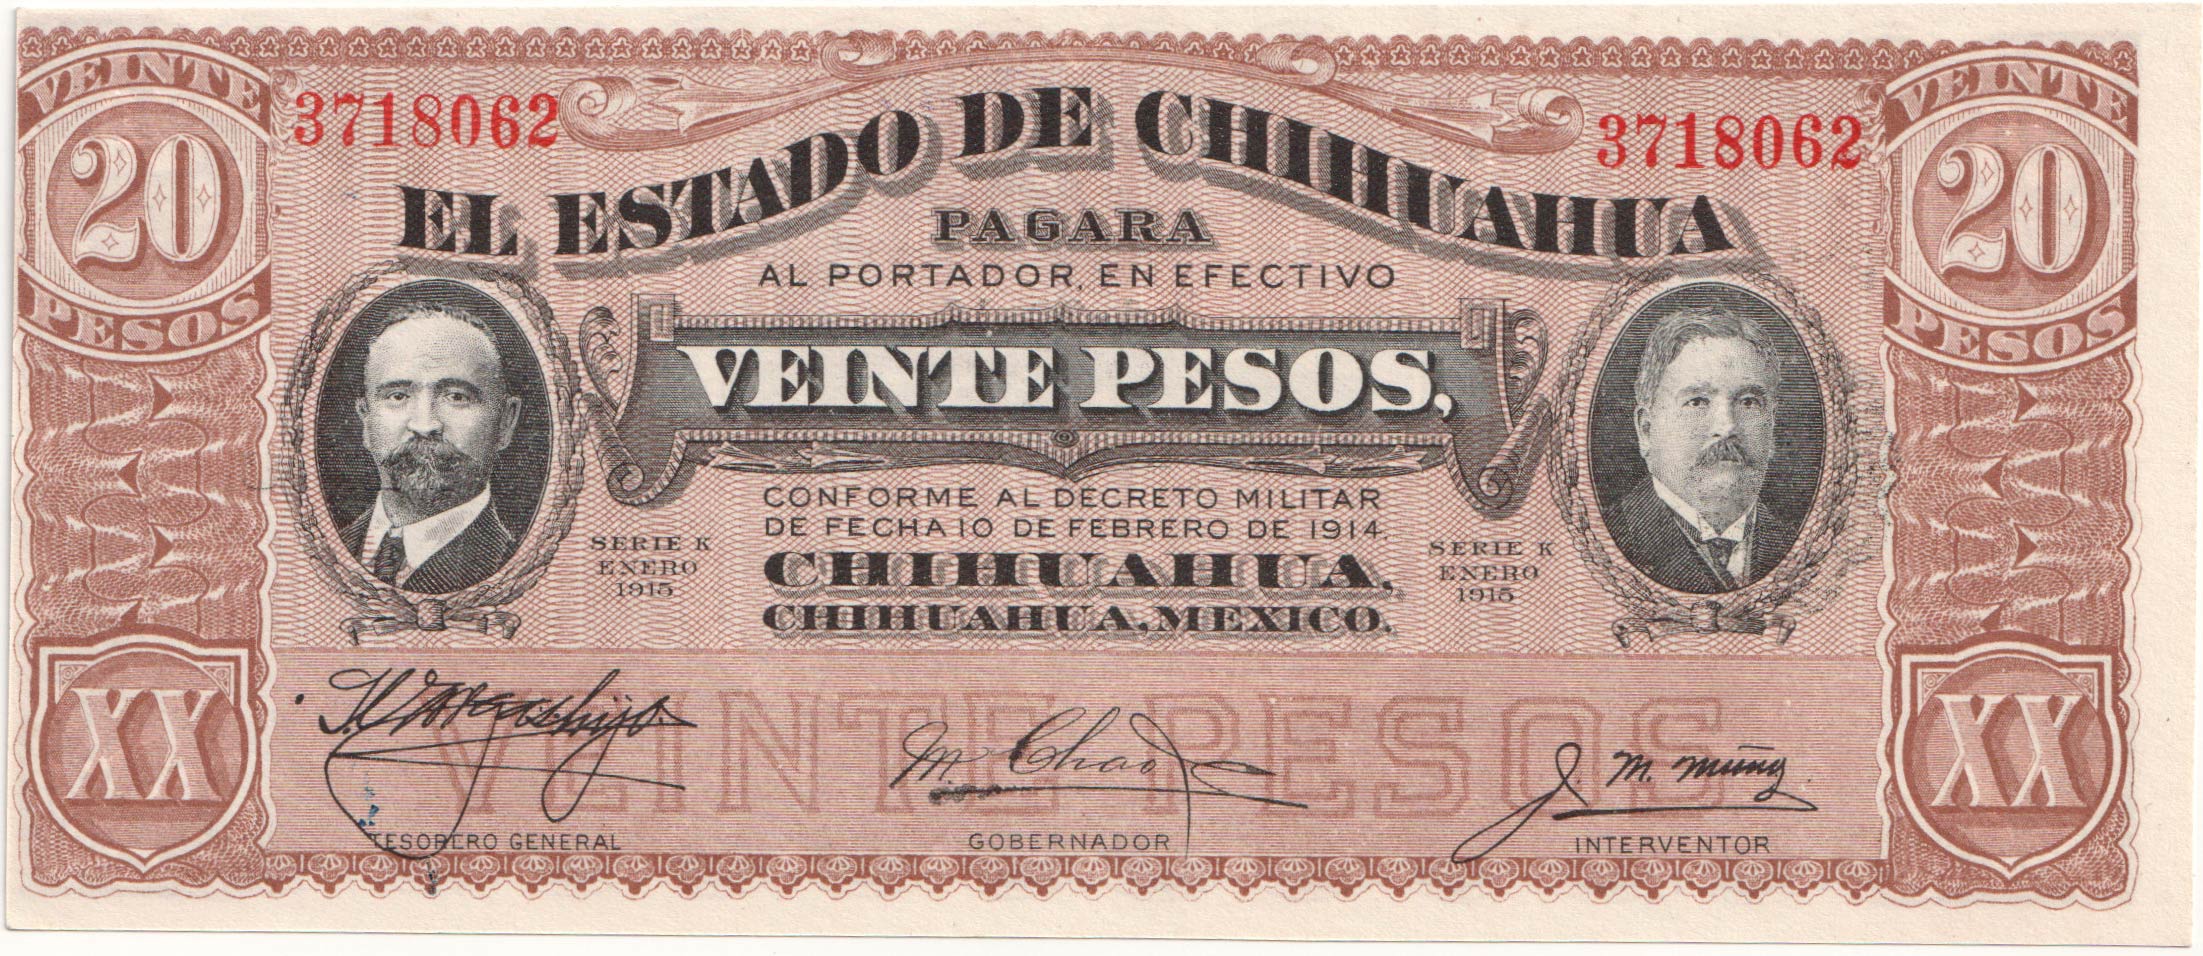 VEINTE
20
PESOS
3718062
3718062
VEINTE
20
PESOS
EL ESTADO DE CHIHUAHUA
PAGARA
AL PORTADOR, EN EFECTIVO
VEINTE PESOS,
CONFORME AL DECRETO MILITAR
DE FECHA 10 DE FEBRERO DE 1914.
SERIE K
ENERO
1915
SERIE K
ENERO
1915
CHIHUAHUA,
CHIHUAHUA, MEXICO.
XX
VEINTE PESOS
XX
M. Chao
J. M. Muñoz
TESORERO GENERAL
GOBERNADOR
INTERVENTOR